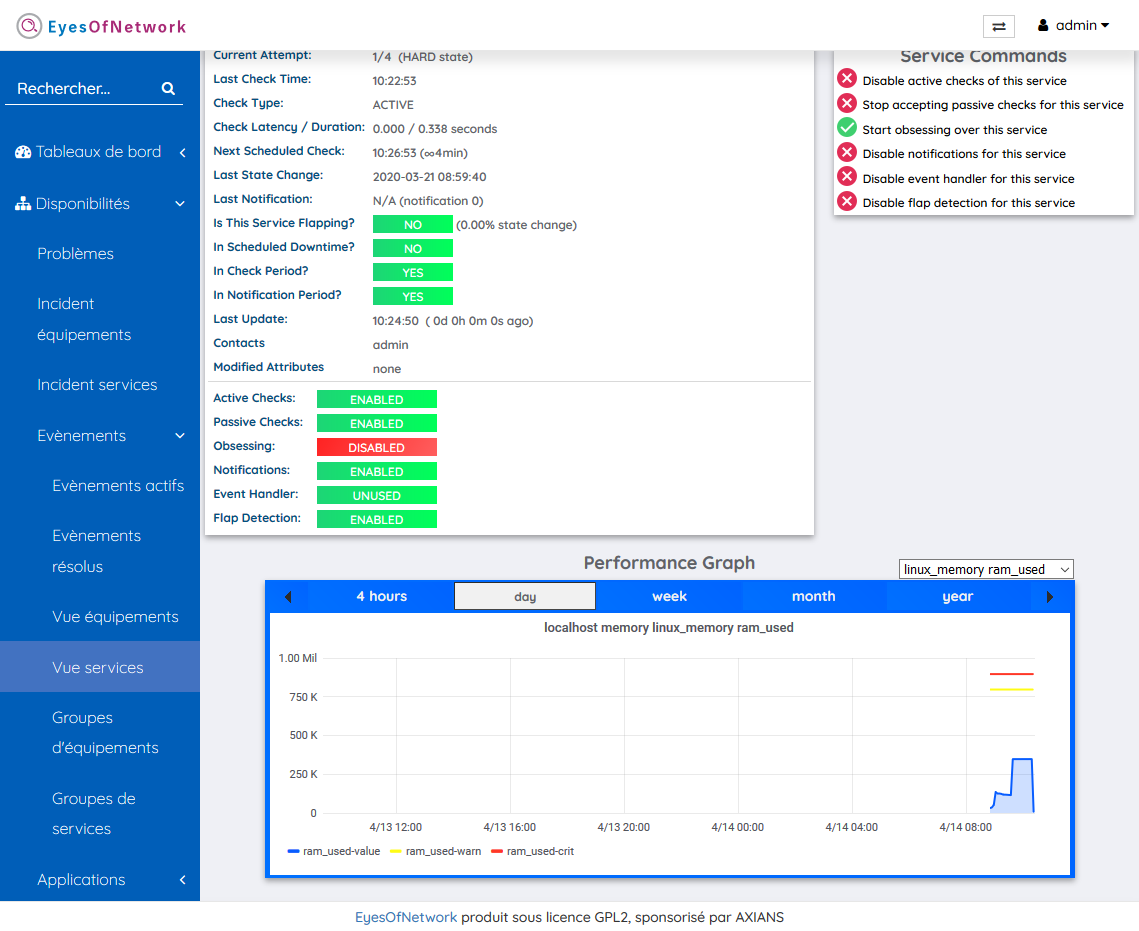 EyesOfNetwork
admin
Rechercher...
Tableaux de bord
Disponibilités
Problèmes
Incident
équipements
Incident services
Evènements
Evènements actifs
Evènements
résolus
Vue équipements
Vue services
Groupes
d'équipements
Groupes de
services
Applications
Current Attempt: 1/4 (HARD state)
Last Check Time: 10:22:53
Check Type: ACTIVE
Check Latency / Duration: 0.000 / 0.338 seconds
Next Scheduled Check: 10:26:53 (∞4min)
Last State Change: 2020-03-21 08:59:40
Last Notification: N/A (notification 0)
Is This Service Flapping? NO (0.00% state change)
In Scheduled Downtime? NO
In Check Period? YES
In Notification Period? YES
Last Update: 10:24:50 ( 0d 0h 0m 0s ago)
Contacts admin
Modified Attributes none
Active Checks: ENABLED
Passive Checks: ENABLED
Obsessing: DISABLED
Notifications: ENABLED
Event Handler: UNUSED
Flap Detection: ENABLED
Service Commands
Disable active checks of this service
Stop accepting passive checks for this service
Start obsessing over this service
Disable notifications for this service
Disable event handler for this service
Disable flap detection for this service
Performance Graph
linux_memory ram_used
4 hours day week month year
localhost memory linux_memory ram_used
1.00 Mil
750 K
500 K
250 K
0
4/13 12:00 4/13 16:00 4/13 20:00 4/14 00:00 4/14 04:00 4/14 08:00
ram_used-value ram_used-warn ram_used-crit
EyesOfNetwork produit sous licence GPL2, sponsorisé par AXIANS